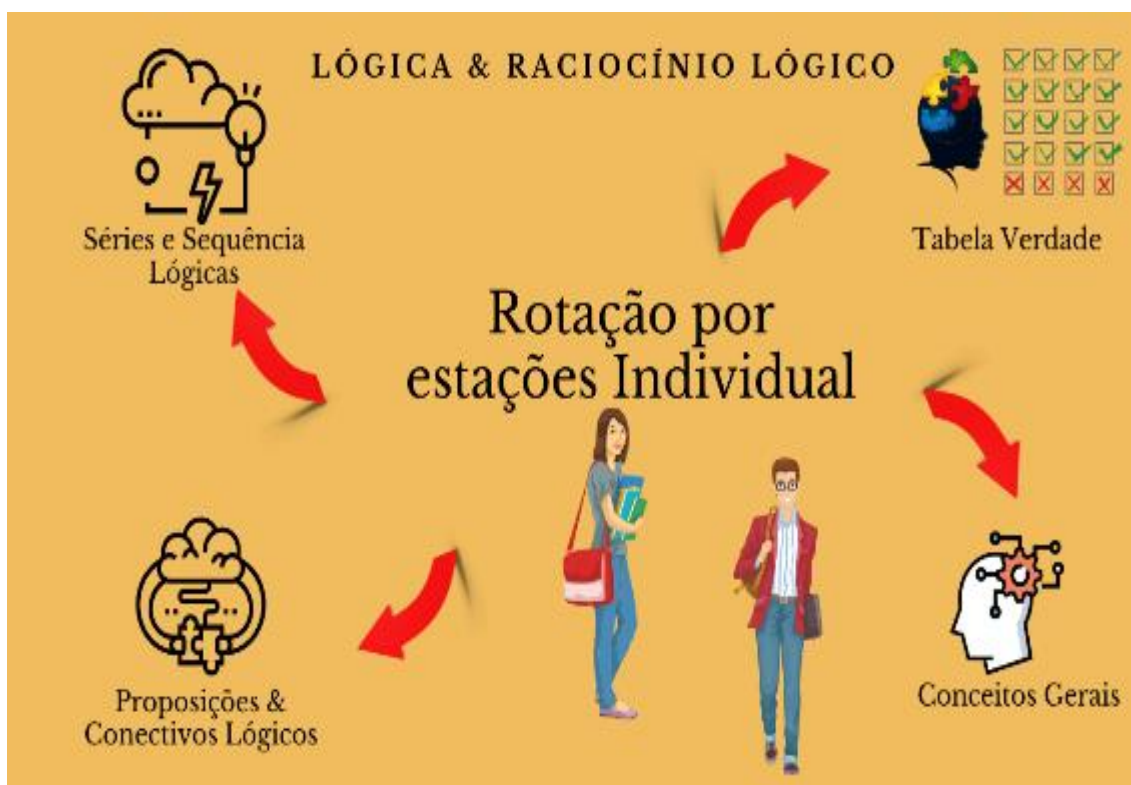 LÓGICA & RACIOCÍNIO LÓGICO
Séries e Sequência
Lógicas
Tabela Verdade
Rotação por
estações Individual
Proposições &
Conectivos Lógicos
Conceitos Gerais